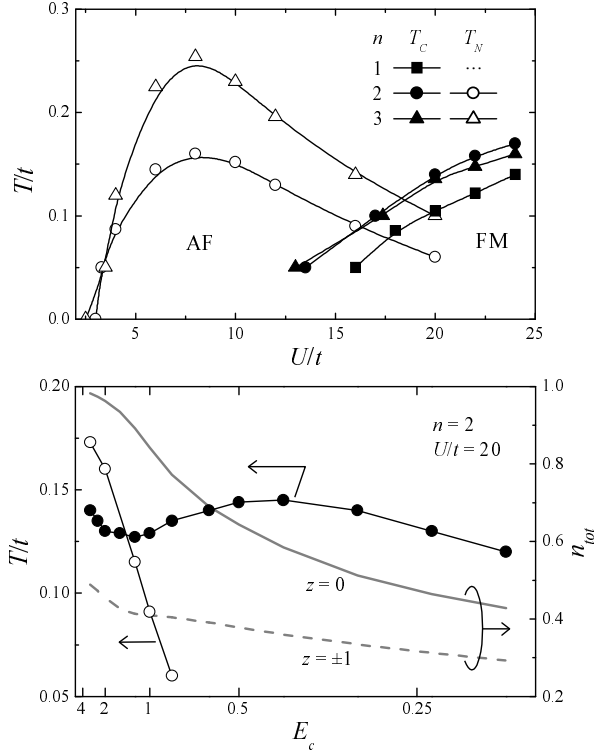 0.3
n T_C T_N
1 ...
0.2
2
3
T/t
0.1
AF FM
0.0
5 10 15 20 25
U/t
0.20 1.0
n = 2
U/t = 20
0.8
0.15
T/t
0.6
n_tot
z = 0
0.10
0.4
z = ±1
0.05 0.2
4 2 1 0.5 0.25
E_c